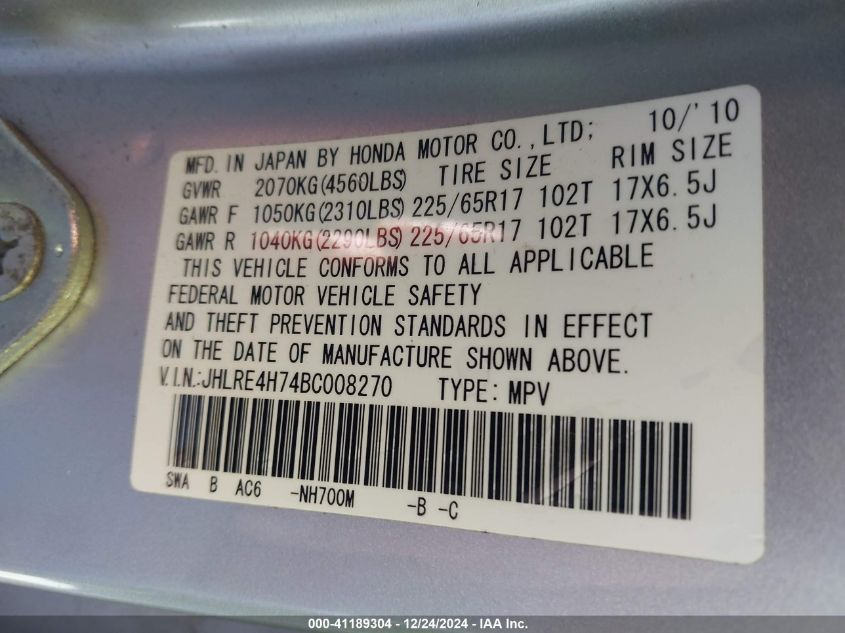 MFD. IN JAPAN BY HONDA MOTOR CO., LTD; 10/'10
GVWR 2070KG(4560LBS) TIRE SIZE RIM SIZE
GAWR F 1050KG(2310LBS) 225/65R17 102T 17X6.5J
GAWR R 1040KG(2290LBS) 225/65R17 102T 17X6.5J
THIS VEHICLE CONFORMS TO ALL APPLICABLE
FEDERAL MOTOR VEHICLE SAFETY
AND THEFT PREVENTION STANDARDS IN EFFECT
ON THE DATE OF MANUFACTURE SHOWN ABOVE.
V.I.N.:JHLRE4H74BC008270 TYPE: MPV
SWA B AC6 -NH700M -B -C
000-41189304 - 12/24/2024 - IAA Inc.